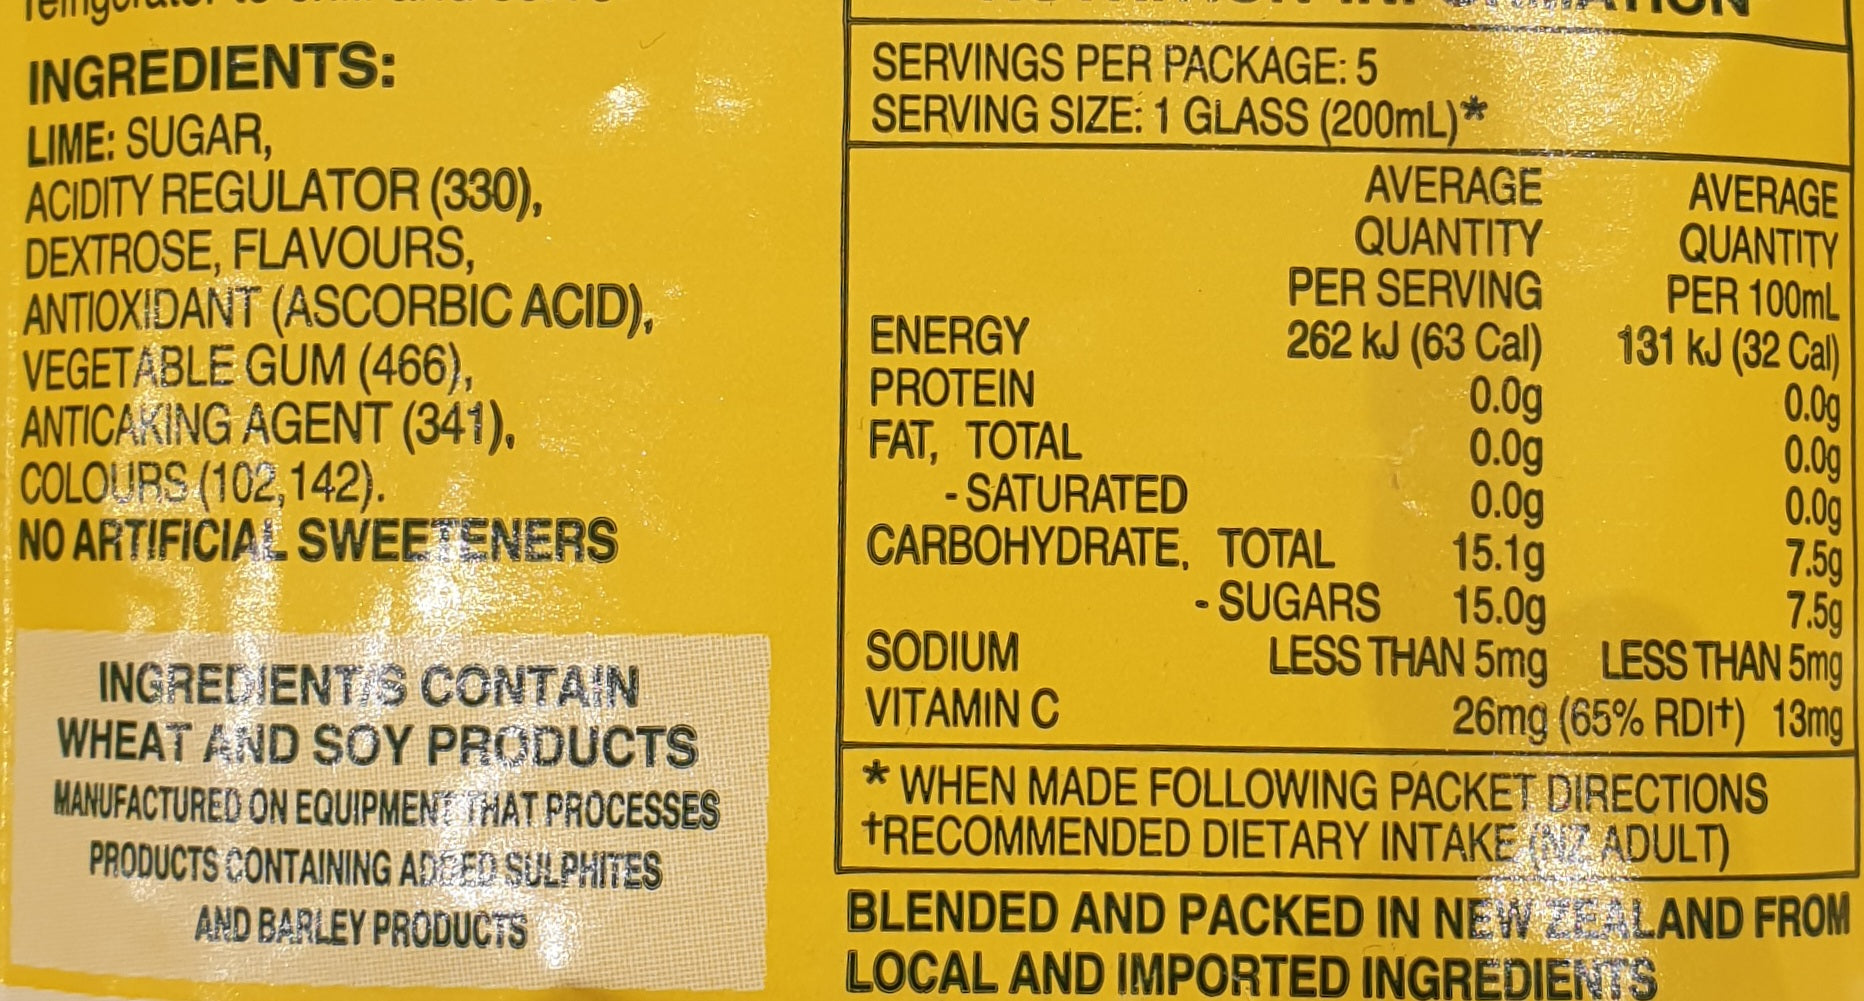 INGREDIENTS:
LIME: SUGAR,
ACIDITY REGULATOR (330),
DEXTROSE, FLAVOURS,
ANTIOXIDANT (ASCORBIC ACID),
VEGETABLE GUM (466),
ANTICAKING AGENT (341),
COLOURS (102,142).
NO ARTIFICIAL SWEETENERS
INGREDIENT/S CONTAIN
WHEAT AND SOY PRODUCTS
MANUFACTURED ON EQUIPMENT THAT PROCESSES
PRODUCTS CONTAINING ADDED SULPHITES
AND BARLEY PRODUCTS
SERVINGS PER PACKAGE: 5
SERVING SIZE: 1 GLASS (200mL)*
AVERAGE AVERAGE
QUANTITY QUANTITY
PER SERVING PER 100mL
ENERGY 262 kJ (63 Cal) 131 kJ (32 Cal)
PROTEIN 0.0g 0.0g
FAT, TOTAL 0.0g 0.0g
- SATURATED 0.0g 0.0g
CARBOHYDRATE, TOTAL 15.1g 7.5g
- SUGARS 15.0g 7.5g
SODIUM LESS THAN 5mg LESS THAN 5mg
VITAMIN C 26mg (65% RDI†) 13mg
* WHEN MADE FOLLOWING PACKET DIRECTIONS
†RECOMMENDED DIETARY INTAKE (NZ ADULT)
BLENDED AND PACKED IN NEW ZEALAND FROM
LOCAL AND IMPORTED INGREDIENTS